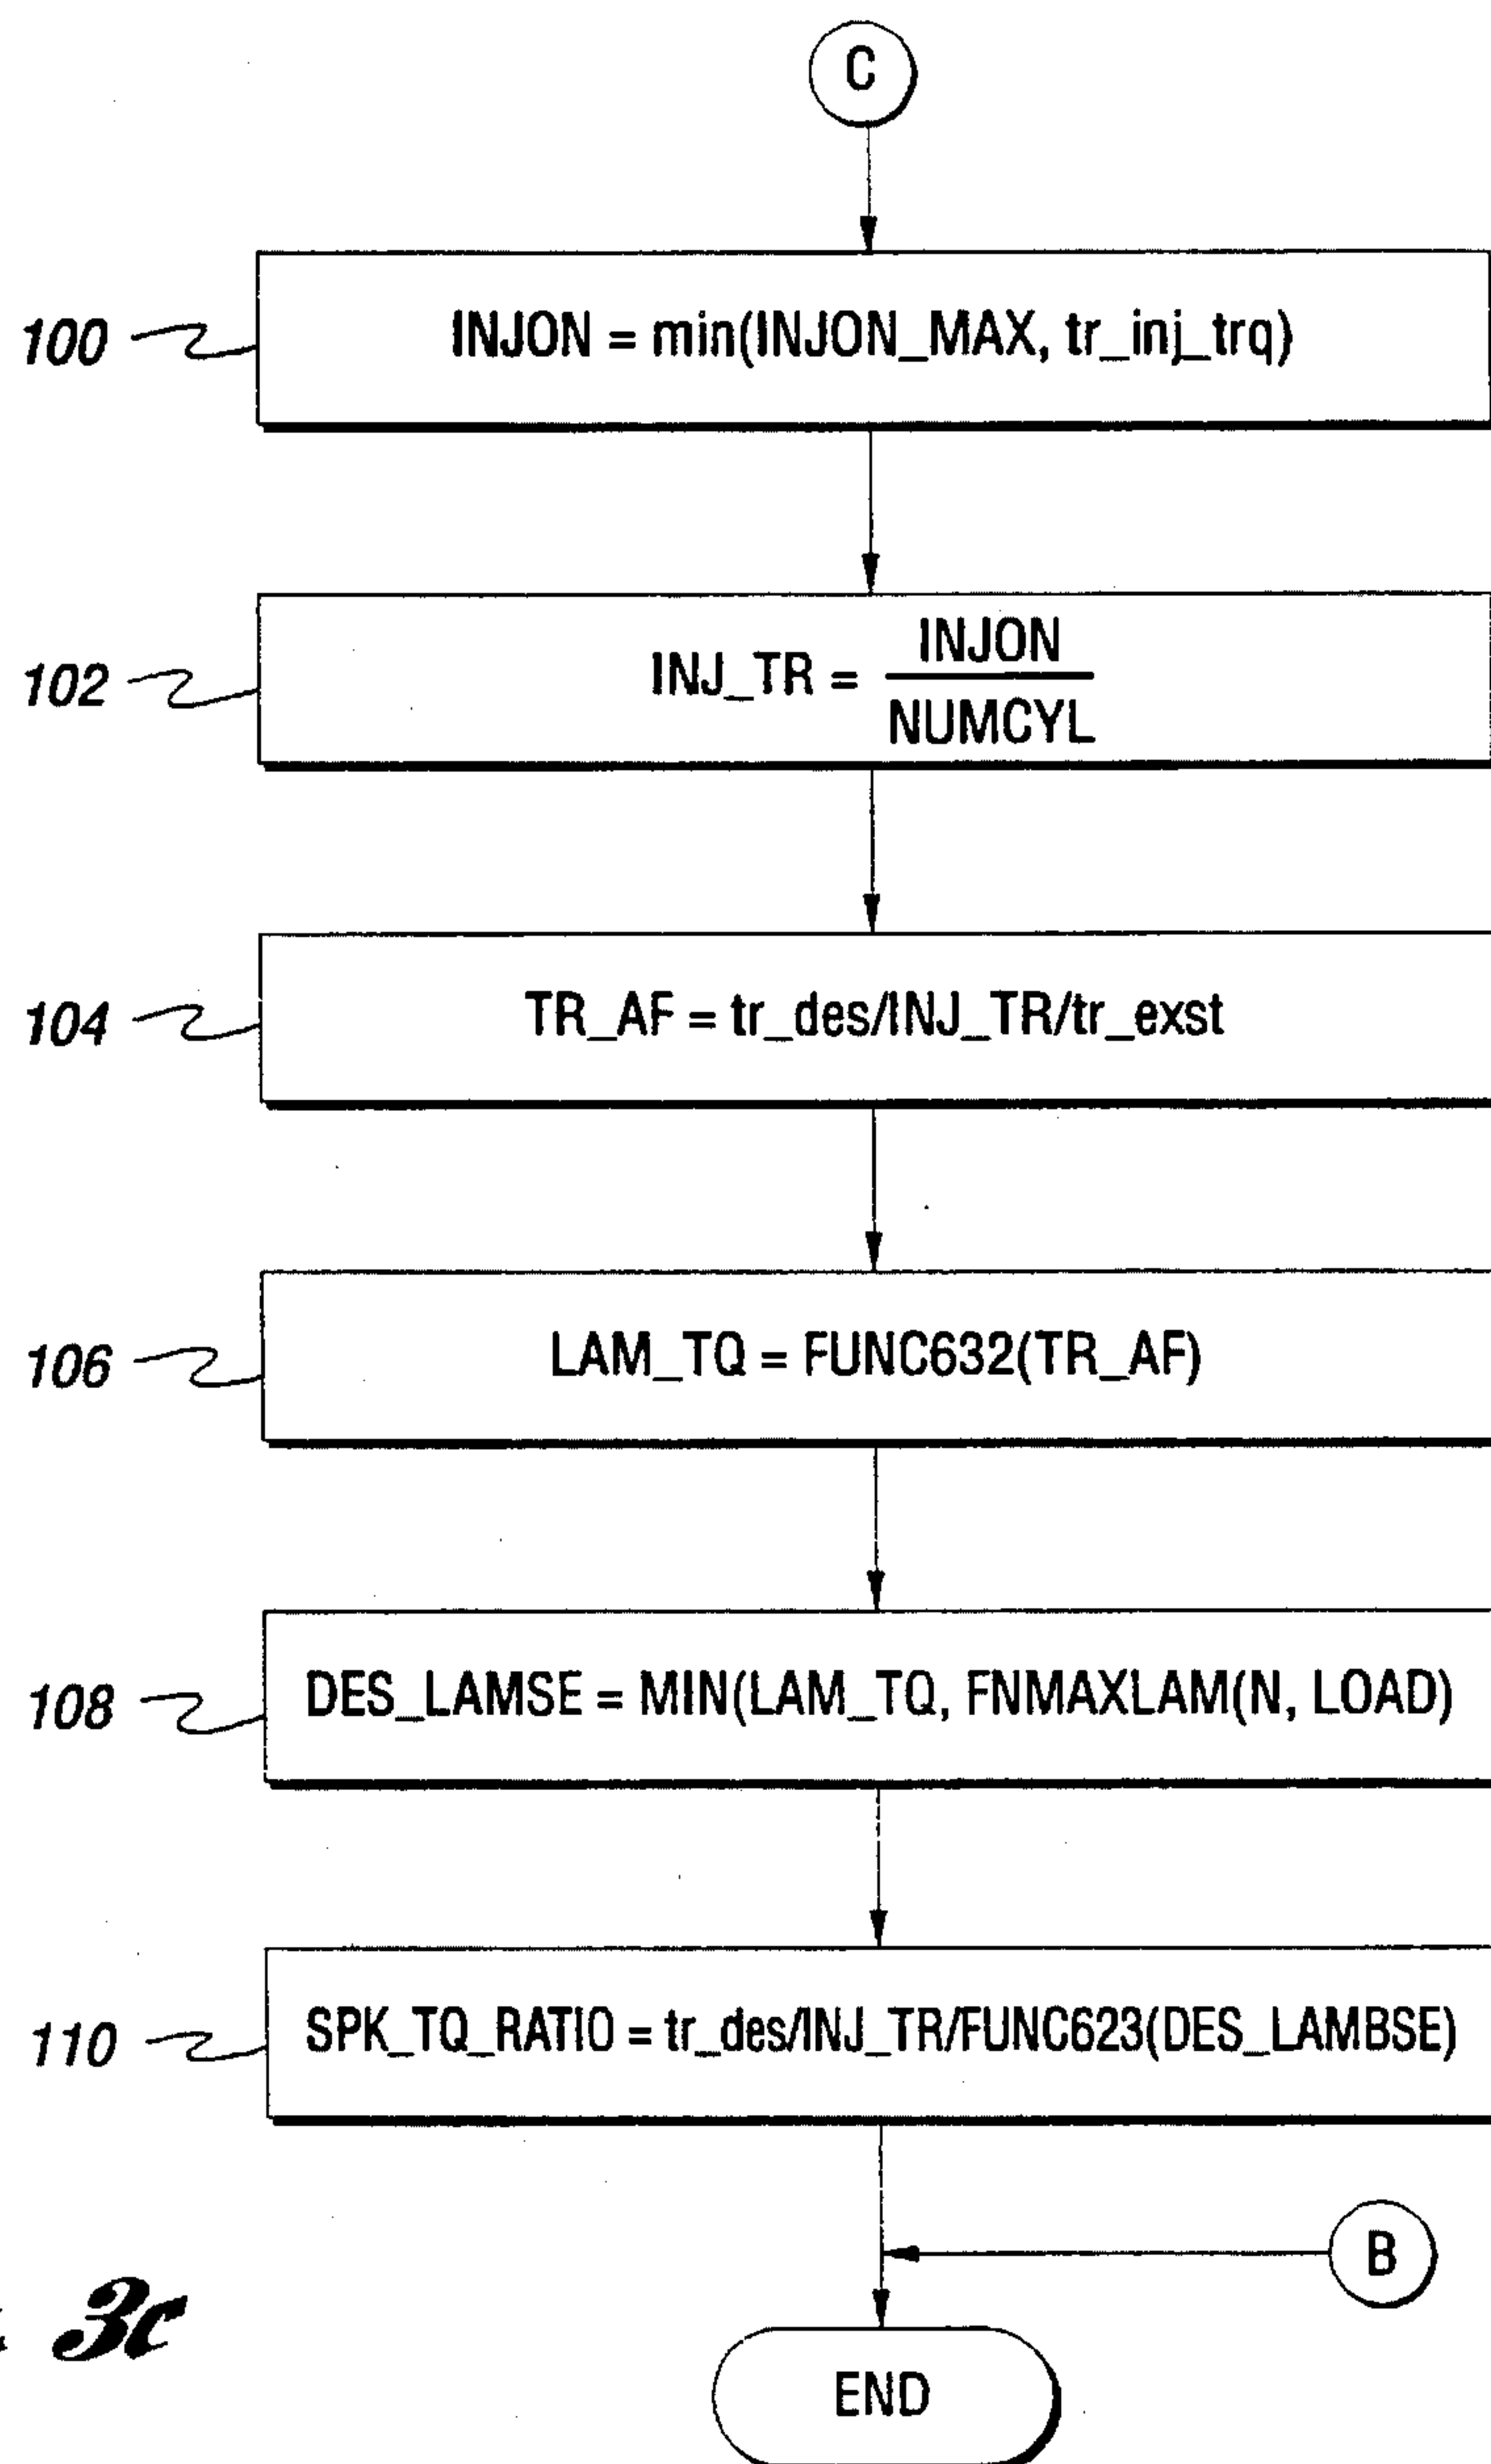 C
100
INJON = min(INJON_MAX, tr_inj_trq)
102
INJ_TR = INJON
NUMCYL
104
TR_AF = tr_des/INJ_TR/tr_exst
106
LAM_TQ = FUNC632(TR_AF)
108
DES_LAMSE = MIN(LAM_TQ, FNMAXLAM(N, LOAD)
110
SPK_TQ_RATIO = tr_des/INJ_TR/FUNC623(DES_LAMBSE)
B
3c
END